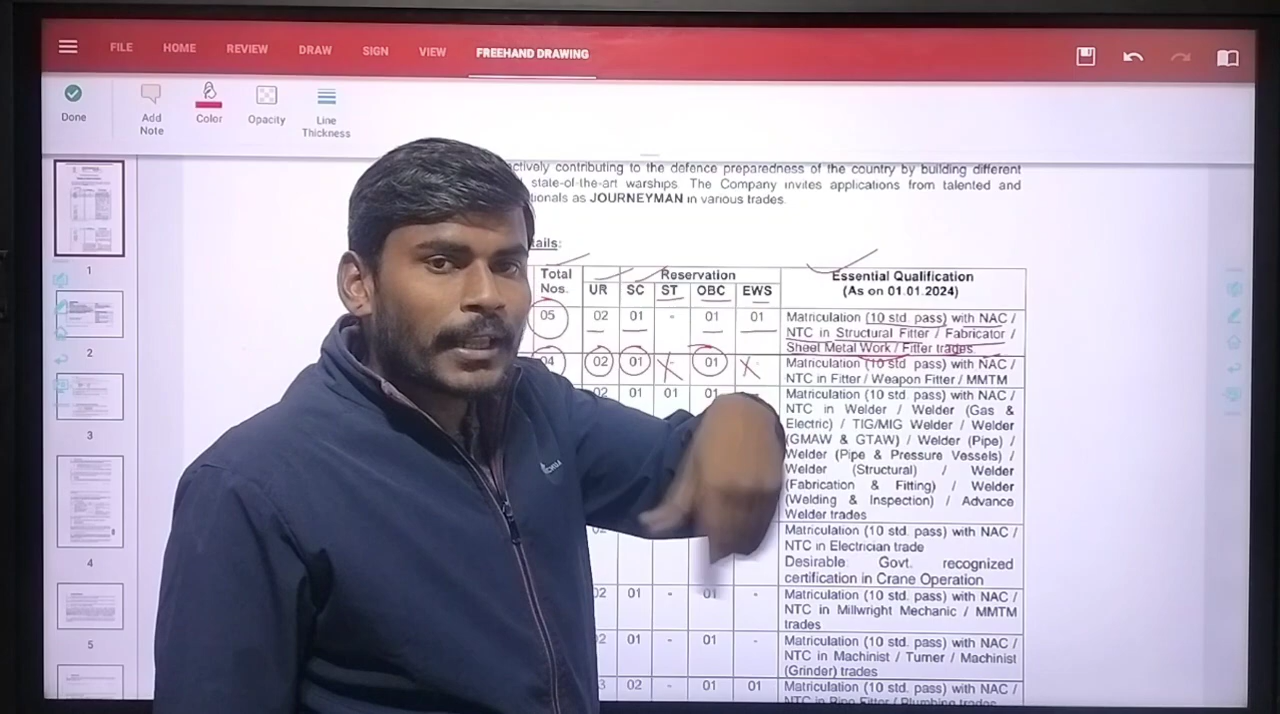 FILE HOME REVIEW DRAW SIGN VIEW FREEHAND DRAWING
Done Add Note Color Opacity Line Thickness
1
2
3
4
5
ctively contributing to the defence preparedness of the country by building different
state-of-the-art warships. The Company invites applications from talented and
ionals as JOURNEYMAN in various trades.
tails:
Total Nos. Reservation Essential Qualification
UR SC ST OBC EWS (As on 01.01.2024)
05 02 01 - 01 01 Matriculation (10 std. pass) with NAC /
NTC in Structural Fitter / Fabricator /
Sheet Metal Work / Fitter trades
04 02 01 01 Matriculation (10 std. pass) with NAC /
NTC in Fitter / Weapon Fitter / MMTM
02 01 01 01 Matriculation (10 std. pass) with NAC /
NTC in Welder / Welder (Gas &
Electric) / TIG/MIG Welder / Welder
(GMAW & GTAW) / Welder (Pipe) /
Welder (Pipe & Pressure Vessels) /
Welder (Structural) / Welder
(Fabrication & Fitting) / Welder
(Welding & Inspection) / Advance
Welder trades
Matriculation (10 std. pass) with NAC /
NTC in Electrician trade
Desirable: Govt. recognized
certification in Crane Operation
02 01 - 01 - Matriculation (10 std. pass) with NAC /
NTC in Millwright Mechanic / MMTM
trades
2 01 - 01 - Matriculation (10 std. pass) with NAC /
NTC in Machinist / Turner / Machinist
(Grinder) trades
3 02 - 01 01 Matriculation (10 std. pass) with NAC /
NTC in Pipe Fitter / Plumbing trades